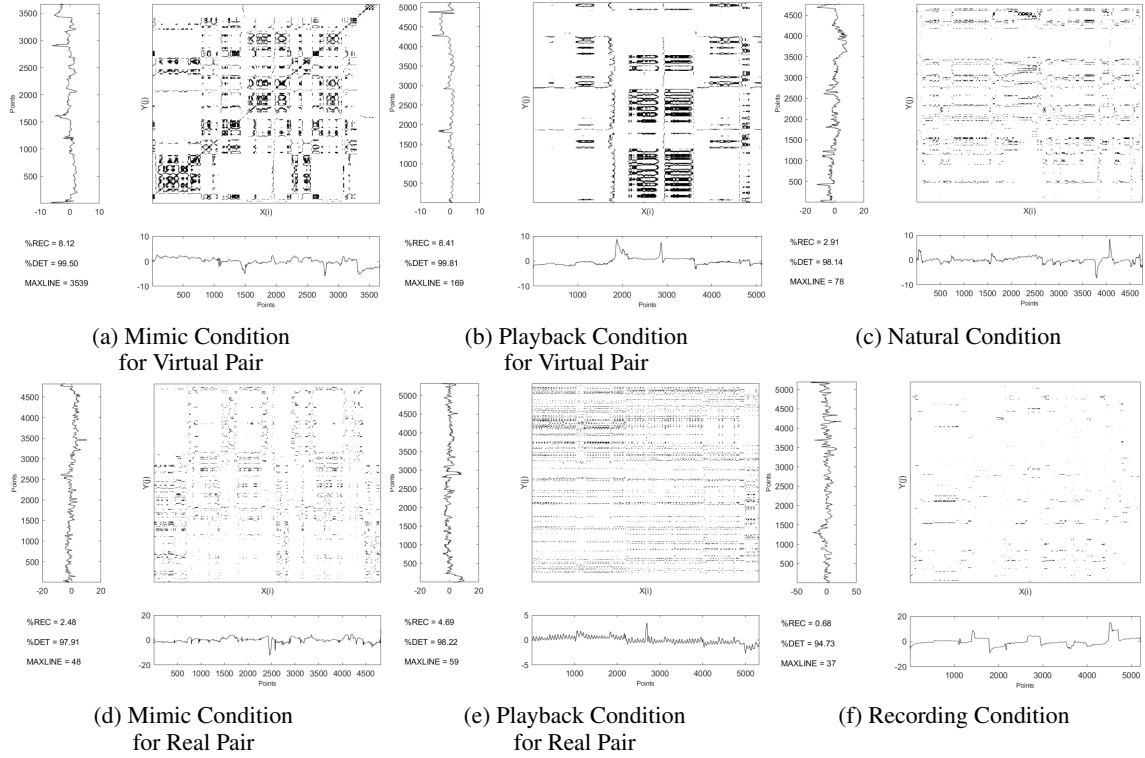 3500
3000
2500
2000
1500
1000
500
Points
-10 0 10
Y(j)
X(i)
%REC = 8.12
%DET = 99.50
MAXLINE = 3539
10
0
-10
500 1000 1500 2000 2500 3000 3500
Points
(a) Mimic Condition
for Virtual Pair
5000
4500
4000
3500
3000
2500
2000
1500
1000
500
Points
-10 0 10
Y(j)
X(i)
%REC = 8.41
%DET = 99.81
MAXLINE = 169
10
0
-10
1000 2000 3000 4000 5000
Points
(b) Playback Condition
for Virtual Pair
4500
4000
3500
3000
2500
2000
1500
1000
500
Points
-20 0 20
Y(j)
X(i)
%REC = 2.91
%DET = 98.14
MAXLINE = 78
10
0
-10
500 1000 1500 2000 2500 3000 3500 4000 4500
Points
(c) Natural Condition
4500
4000
3500
3000
2500
2000
1500
1000
500
Points
-20 0 20
Y(j)
X(i)
%REC = 2.48
%DET = 97.91
MAXLINE = 48
20
0
-20
500 1000 1500 2000 2500 3000 3500 4000 4500
Points
(d) Mimic Condition
for Real Pair
5000
4500
4000
3500
3000
2500
2000
1500
1000
500
Points
-10 0 10
Y(j)
X(i)
%REC = 4.69
%DET = 98.22
MAXLINE = 59
5
0
-5
1000 2000 3000 4000 5000
Points
(e) Playback Condition
for Real Pair
5000
4500
4000
3500
3000
2500
2000
1500
1000
500
Points
-50 0 50
Y(j)
X(i)
%REC = 0.68
%DET = 94.73
MAXLINE = 37
20
0
-20
1000 2000 3000 4000 5000
Points
(f) Recording Condition